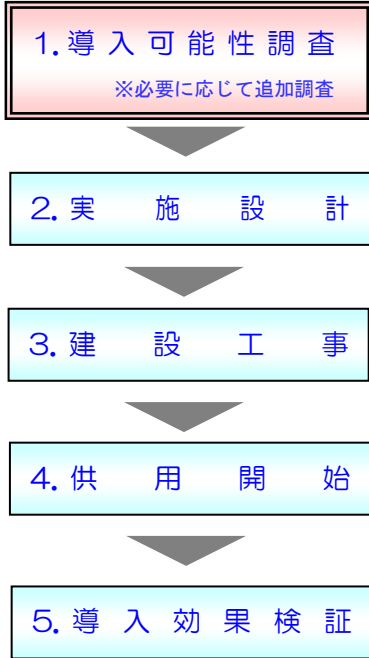 1.導入可能性調査
※必要に応じて追加調査
2.実施設計
3.建設工事
4.供用開始
5.導入効果検証